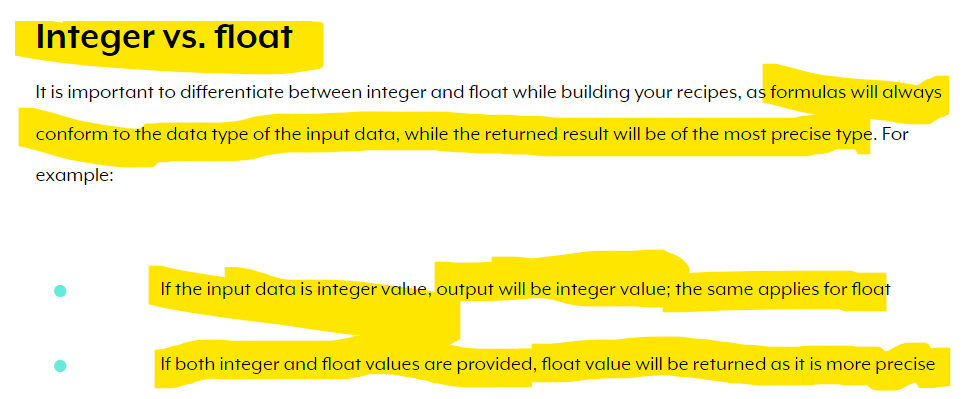 Integer vs. float
It is important to differentiate between integer and float while building your recipes, as formulas will always
conform to the data type of the input data, while the returned result will be of the most precise type. For
example:
If the input data is integer value, output will be integer value; the same applies for float
If both integer and float values are provided, float value will be returned as it is more precise